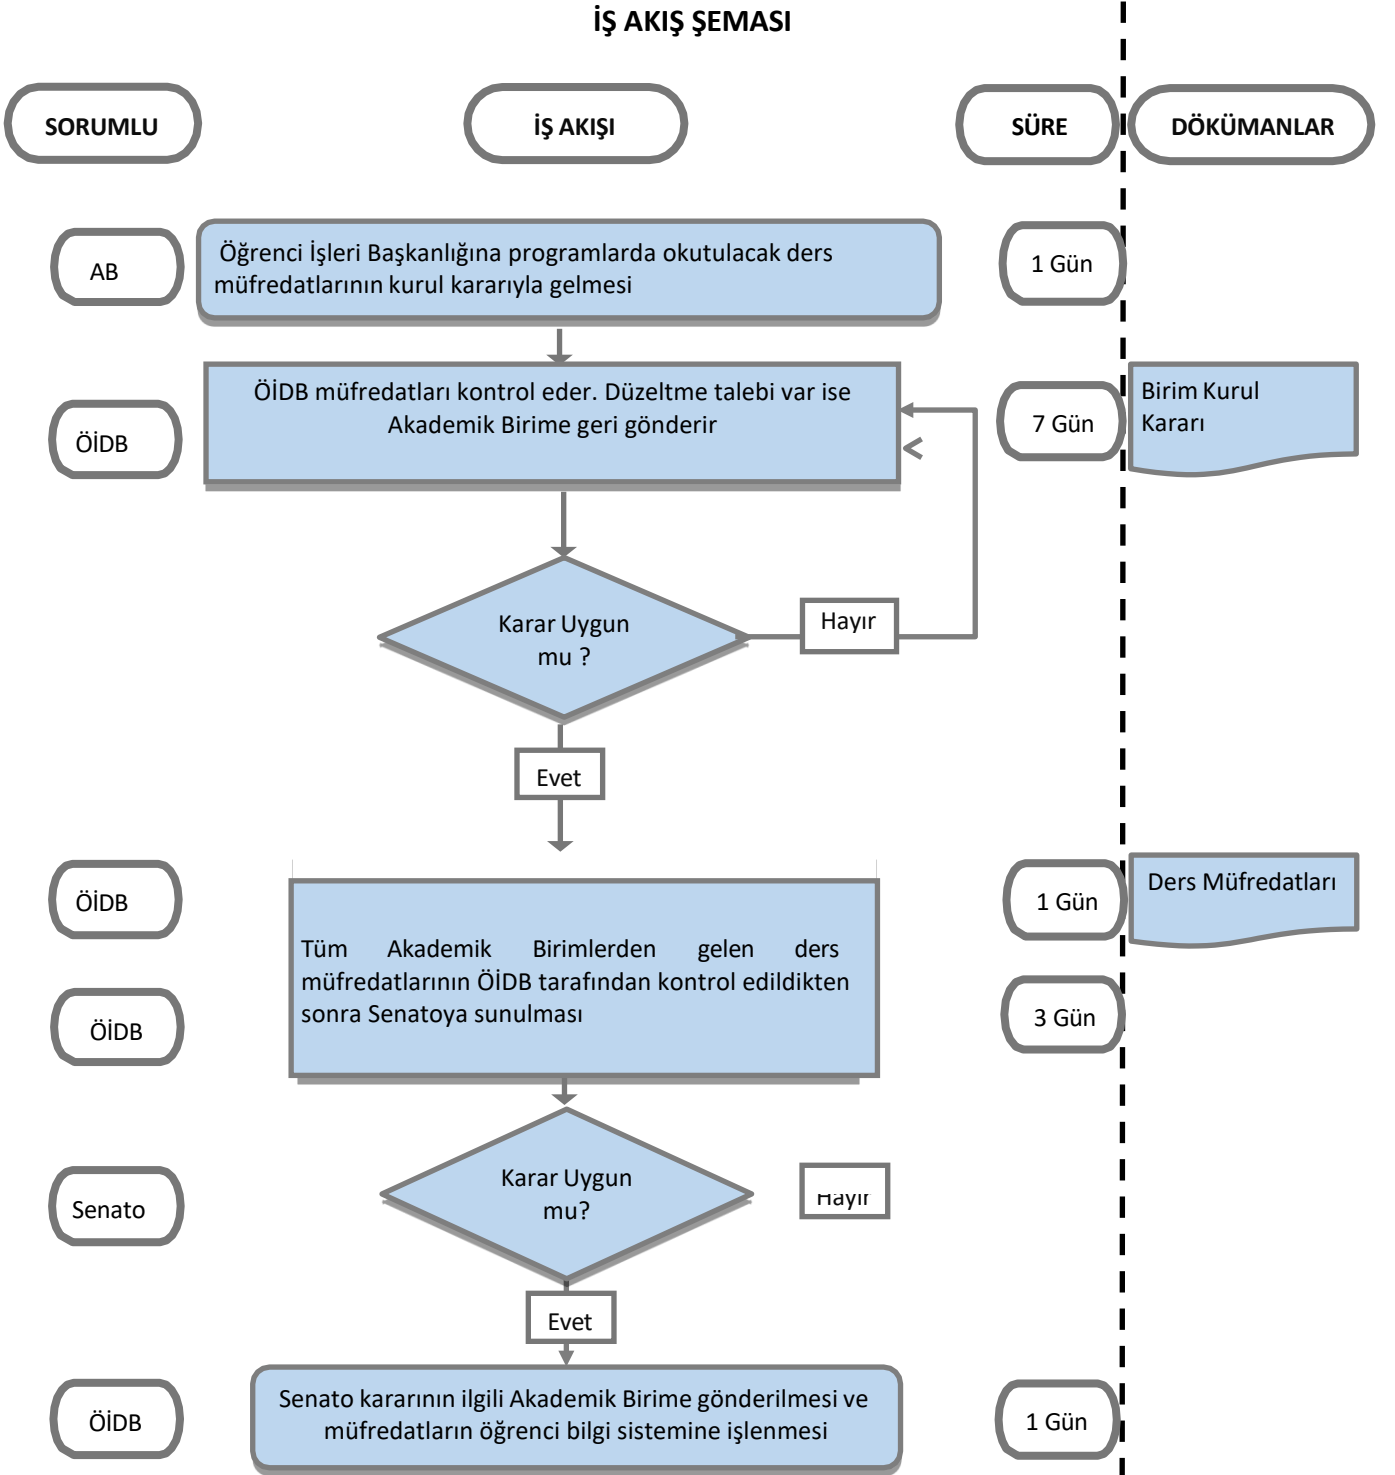 İŞ AKIŞ ŞEMASI
SORUMLU
İŞ AKIŞI
SÜRE
DÖKÜMANLAR
AB
Öğrenci İşleri Başkanlığına programlarda okutulacak ders
müfredatlarının kurul kararıyla gelmesi
1 Gün
ÖİDB
ÖİDB müfredatları kontrol eder. Düzeltme talebi var ise
Akademik Birime geri gönderir
7 Gün
Birim Kurul
Kararı
Karar Uygun
mu ?
Hayır
Evet
ÖİDB
1 Gün
Ders Müfredatları
Tüm Akademik Birimlerden gelen ders
müfredatlarının ÖİDB tarafından kontrol edildikten
sonra Senatoya sunulması
ÖİDB
3 Gün
Senato
Karar Uygun
mu?
Hayır
Evet
ÖİDB
Senato kararının ilgili Akademik Birime gönderilmesi ve
müfredatların öğrenci bilgi sistemine işlenmesi
1 Gün